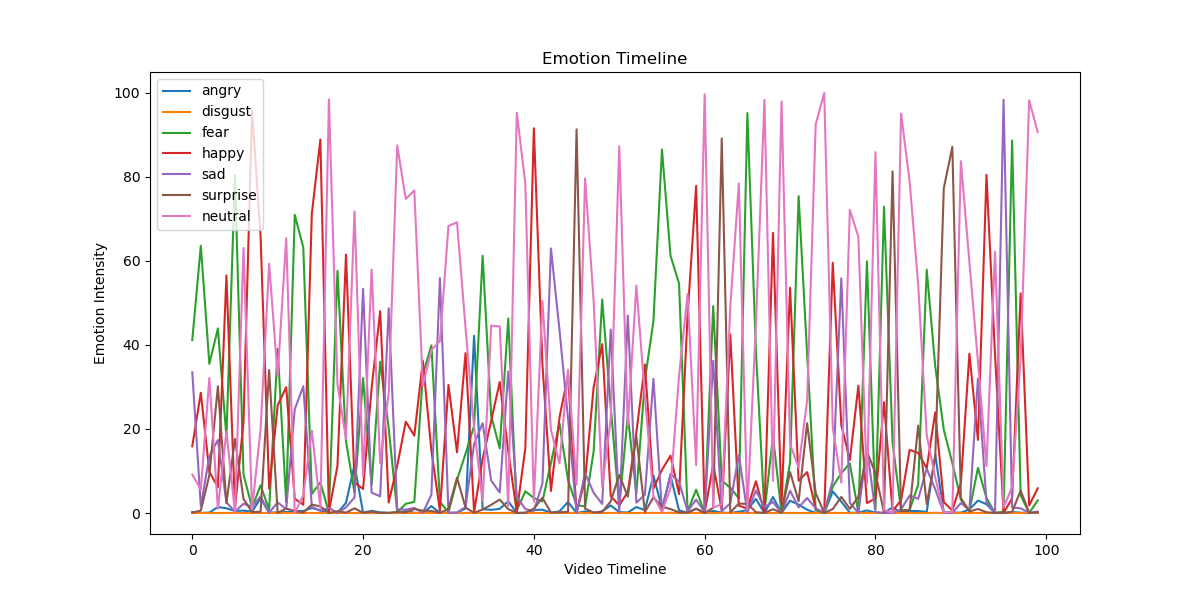 Emotion Timeline
angry
disgust
fear
happy
sad
surprise
neutral
100
80
60
40
20
0
Emotion Intensity
0 20 40 60 80 100
Video Timeline